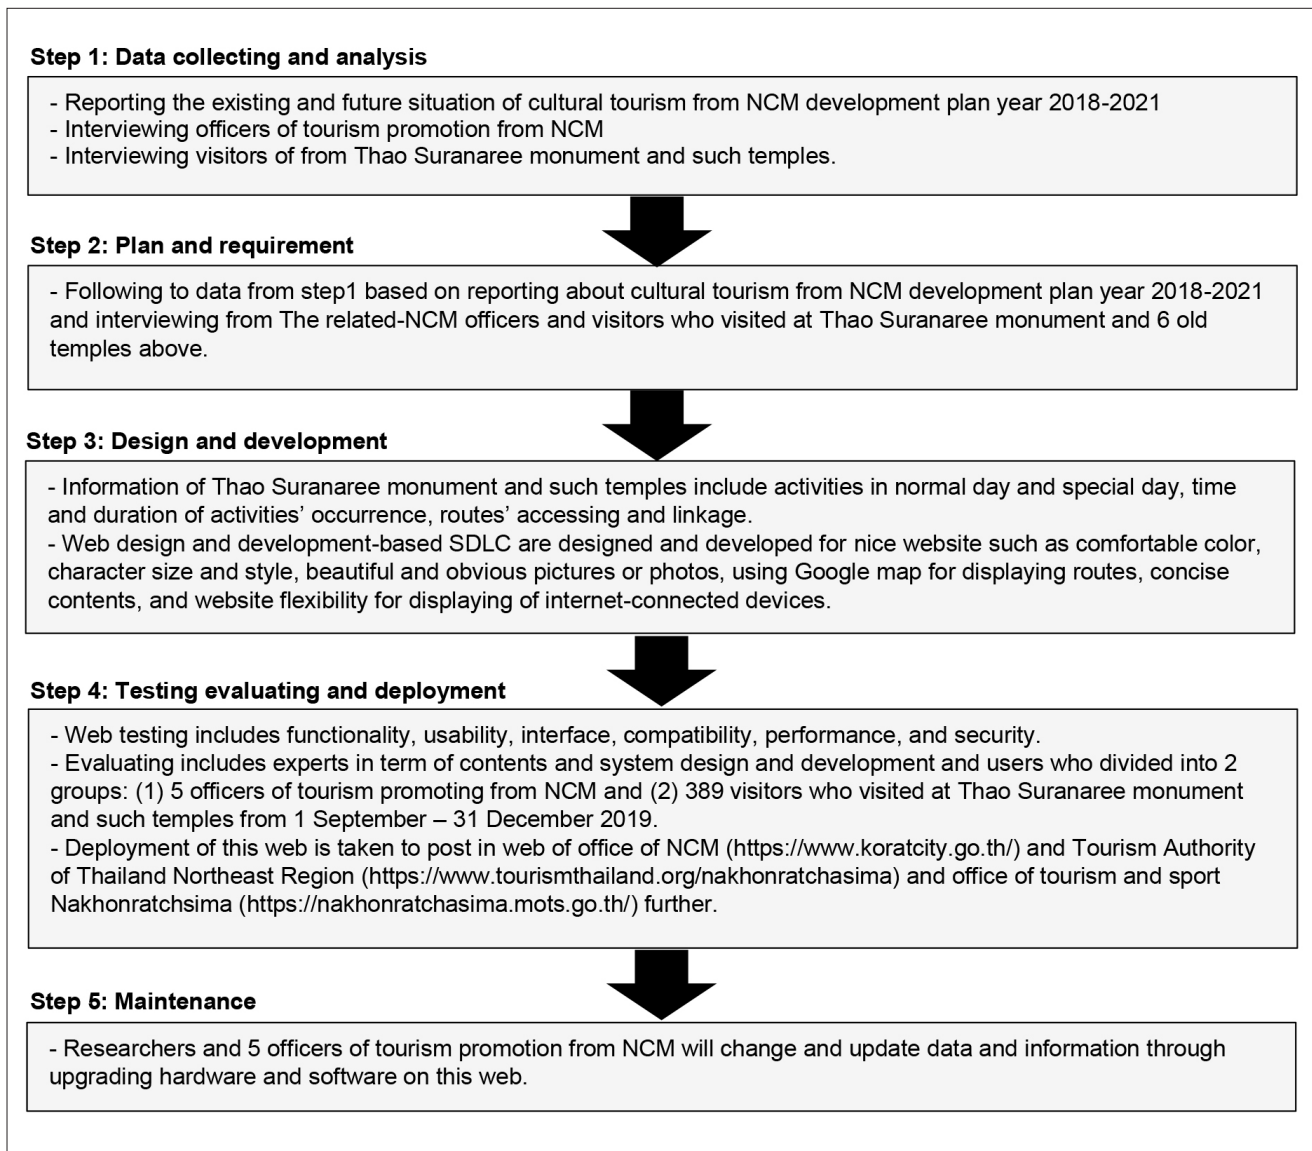 Step 1: Data collecting and analysis
- Reporting the existing and future situation of cultural tourism from NCM development plan year 2018-2021
- Interviewing officers of tourism promotion from NCM
- Interviewing visitors of from Thao Suranaree monument and such temples.
Step 2: Plan and requirement
- Following to data from step1 based on reporting about cultural tourism from NCM development plan year 2018-2021
and interviewing from The related-NCM officers and visitors who visited at Thao Suranaree monument and 6 old
temples above.
Step 3: Design and development
- Information of Thao Suranaree monument and such temples include activities in normal day and special day, time
and duration of activities’ occurrence, routes’ accessing and linkage.
- Web design and development-based SDLC are designed and developed for nice website such as comfortable color,
character size and style, beautiful and obvious pictures or photos, using Google map for displaying routes, concise
contents, and website flexibility for displaying of internet-connected devices.
Step 4: Testing evaluating and deployment
- Web testing includes functionality, usability, interface, compatibility, performance, and security.
- Evaluating includes experts in term of contents and system design and development and users who divided into 2
groups: (1) 5 officers of tourism promoting from NCM and (2) 389 visitors who visited at Thao Suranaree monument
and such temples from 1 September – 31 December 2019.
- Deployment of this web is taken to post in web of office of NCM (https://www.koratcity.go.th/) and Tourism Authority
of Thailand Northeast Region (https://www.tourismthailand.org/nakhonratchasima) and office of tourism and sport
Nakhonratchsima (https://nakhonratchasima.mots.go.th/) further.
Step 5: Maintenance
- Researchers and 5 officers of tourism promotion from NCM will change and update data and information through
upgrading hardware and software on this web.